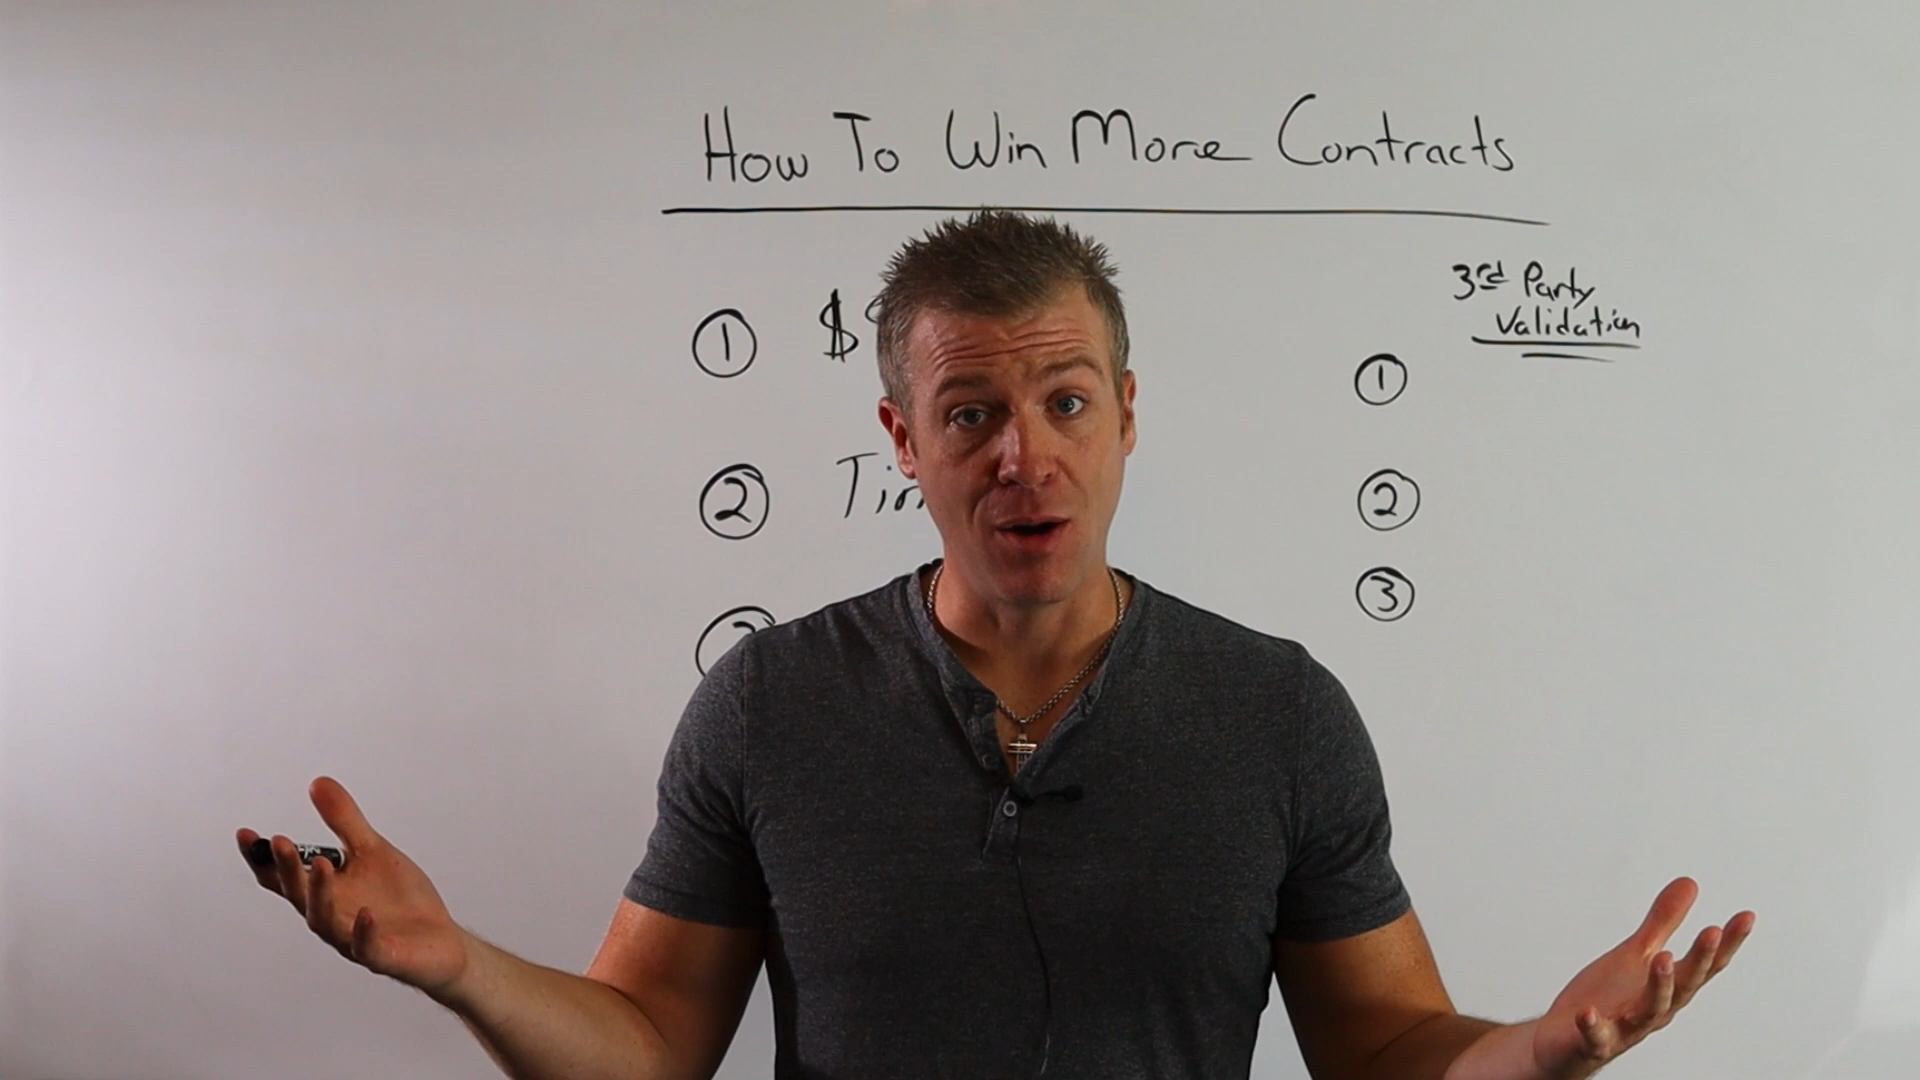 How To Win More Contracts
3rd Party
Validation
① $
②
①
②
③